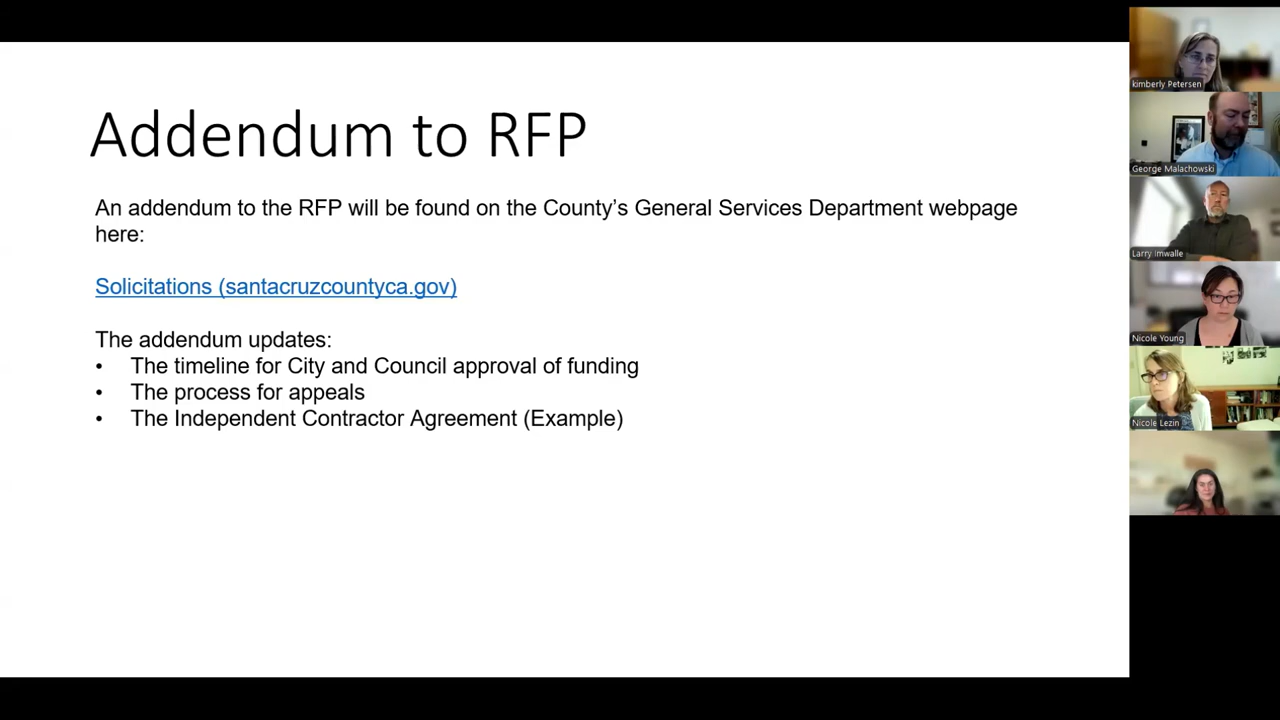 Addendum to RFP
An addendum to the RFP will be found on the County’s General Services Department webpage
here:
Solicitations (santacruzcountyca.gov)
The addendum updates:
• The timeline for City and Council approval of funding
• The process for appeals
• The Independent Contractor Agreement (Example)
kimberly Petersen
George Malachowski
Larry Imwalle
Nicole Young
Nicole Lezin